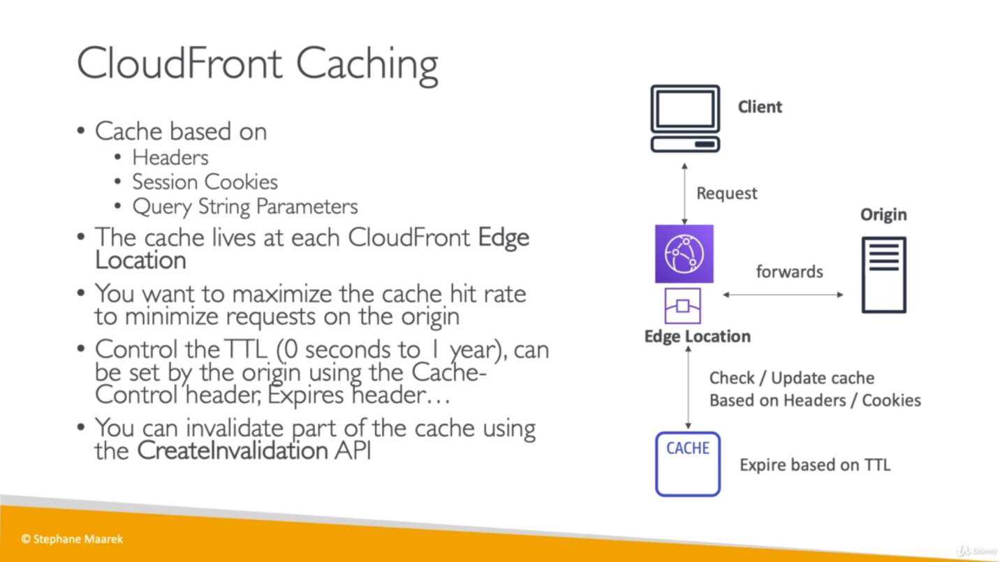 CloudFront Caching
• Cache based on
• Headers
• Session Cookies
• Query String Parameters
• The cache lives at each CloudFront Edge
Location
• You want to maximize the cache hit rate
to minimize requests on the origin
• Control the TTL (0 seconds to 1 year), can
be set by the origin using the Cache-
Control header, Expires header…
• You can invalidate part of the cache using
the CreateInvalidation API
Client
Request
Origin
forwards
Edge Location
Check / Update cache
Based on Headers / Cookies
CACHE
Expire based on TTL
© Stephane Maarek
Udemy